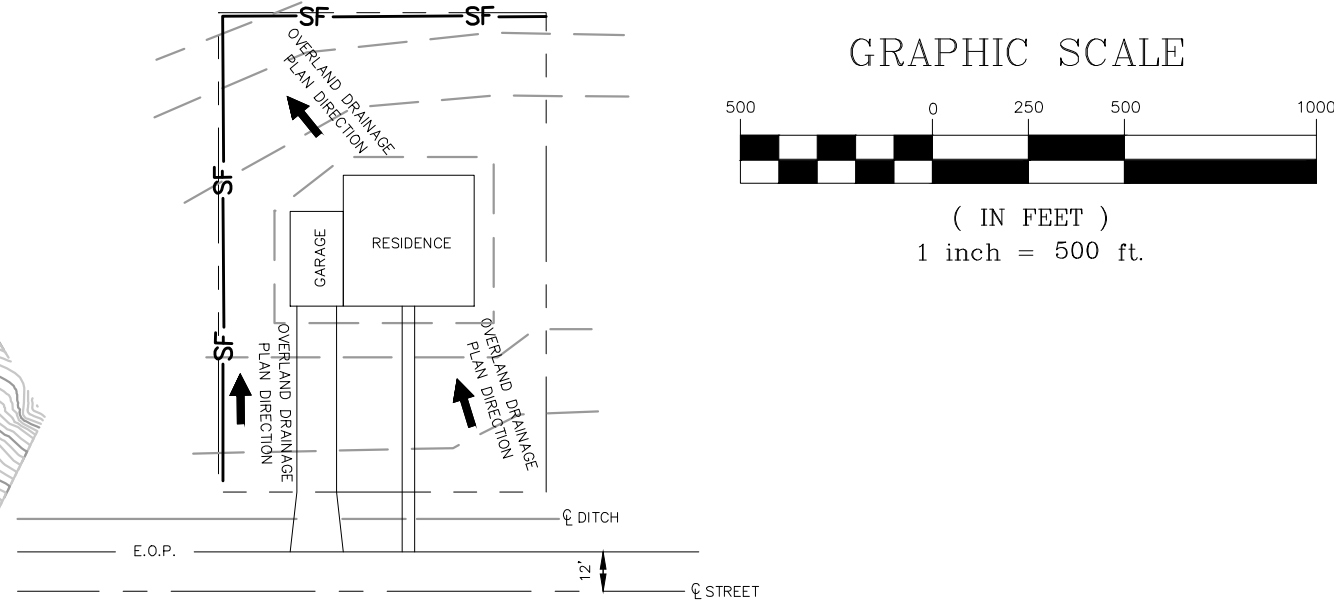 SF
SF
OVERLAND DRAINAGE
PLAN DIRECTION
SF
GARAGE
RESIDENCE
SF
OVERLAND DRAINAGE
PLAN DIRECTION
OVERLAND DRAINAGE
PLAN DIRECTION
℄ DITCH
E.O.P.
12'
℄ STREET
GRAPHIC SCALE
500 0 250 500 1000
( IN FEET )
1 inch = 500 ft.